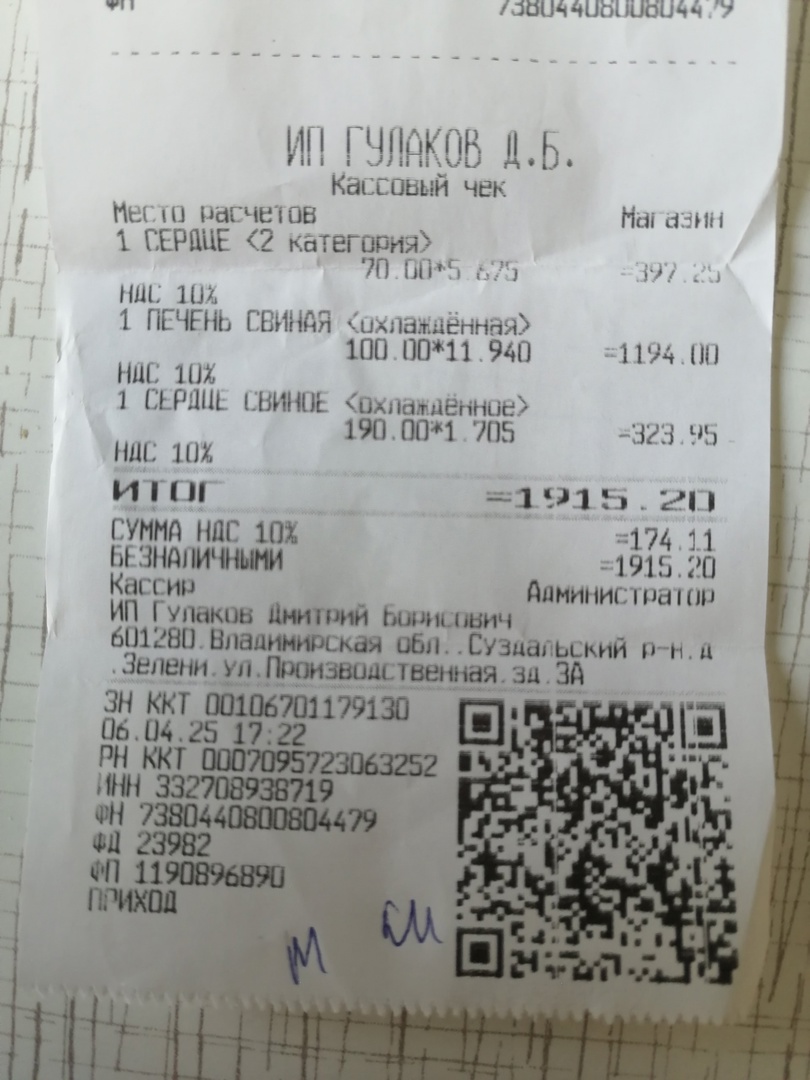 ФП 7380440800804479
ИП ГУЛАКОВ Д.Б.
Кассовый чек
Место расчетов Магазин
1 СЕРДЦЕ <2 категория>
70.00*5.675 =397.25
НДС 10%
1 ПЕЧЕНЬ СВИНАЯ <охлаждённая>
100.00*11.940 =1194.00
НДС 10%
1 СЕРДЦЕ СВИНОЕ <охлаждённое>
190.00*1.705 =323.95
НДС 10%
ИТОГ =1915.20
СУММА НДС 10% =174.11
БЕЗНАЛИЧНЫМИ =1915.20
Кассир Администратор
ИП Гулаков Дмитрий Борисович
601280.Владимирская обл..Суздальский р-н.д
.Зелени.ул.Производственная.зд.3А
ЗН ККТ 00106701179130
06.04.25 17:22
РН ККТ 0007095723063252
ИНН 332708938719
ФН 7380440800804479
ФД 23982
ФП 1190896890
ПРИХОД